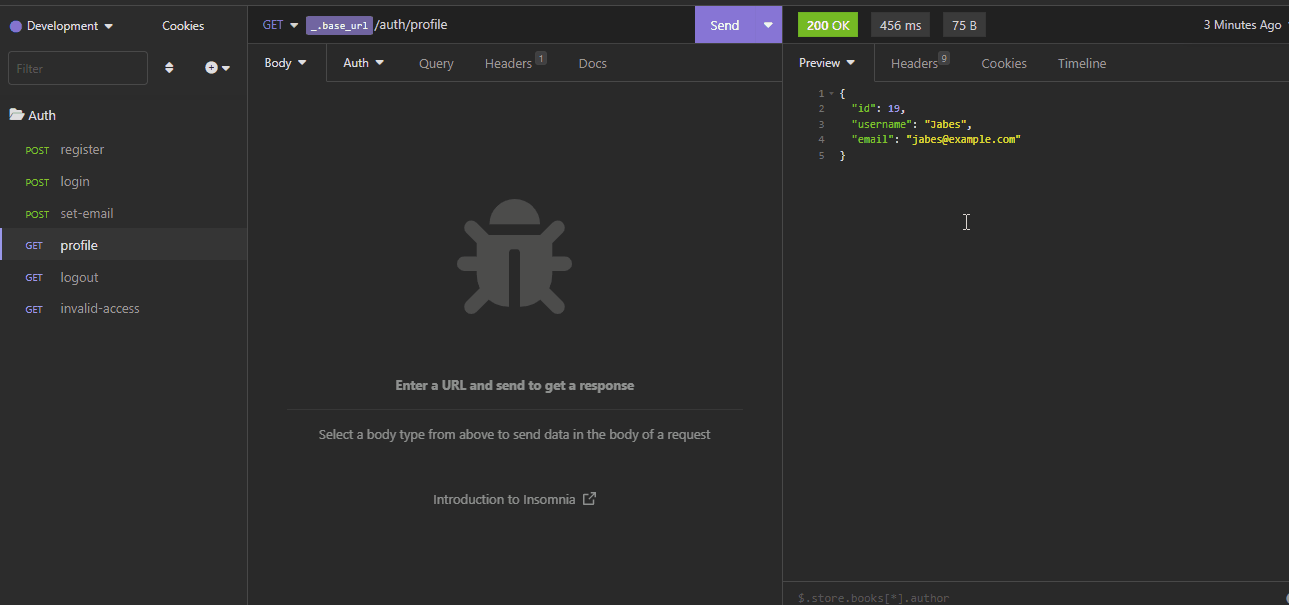 Development Cookies
Filter
Auth
POST register
POST login
POST set-email
GET profile
GET logout
GET invalid-access
GET _.base_url /auth/profile Send
Body Auth Query Headers 1 Docs
Enter a URL and send to get a response
Select a body type from above to send data in the body of a request
Introduction to Insomnia
200 OK 456 ms 75 B 3 Minutes Ago
Preview Headers 9 Cookies Timeline
1 {
2 "id": 19,
3 "username": "Jabes",
4 "email": "jabes@example.com"
5 }
$.store.books[*].author